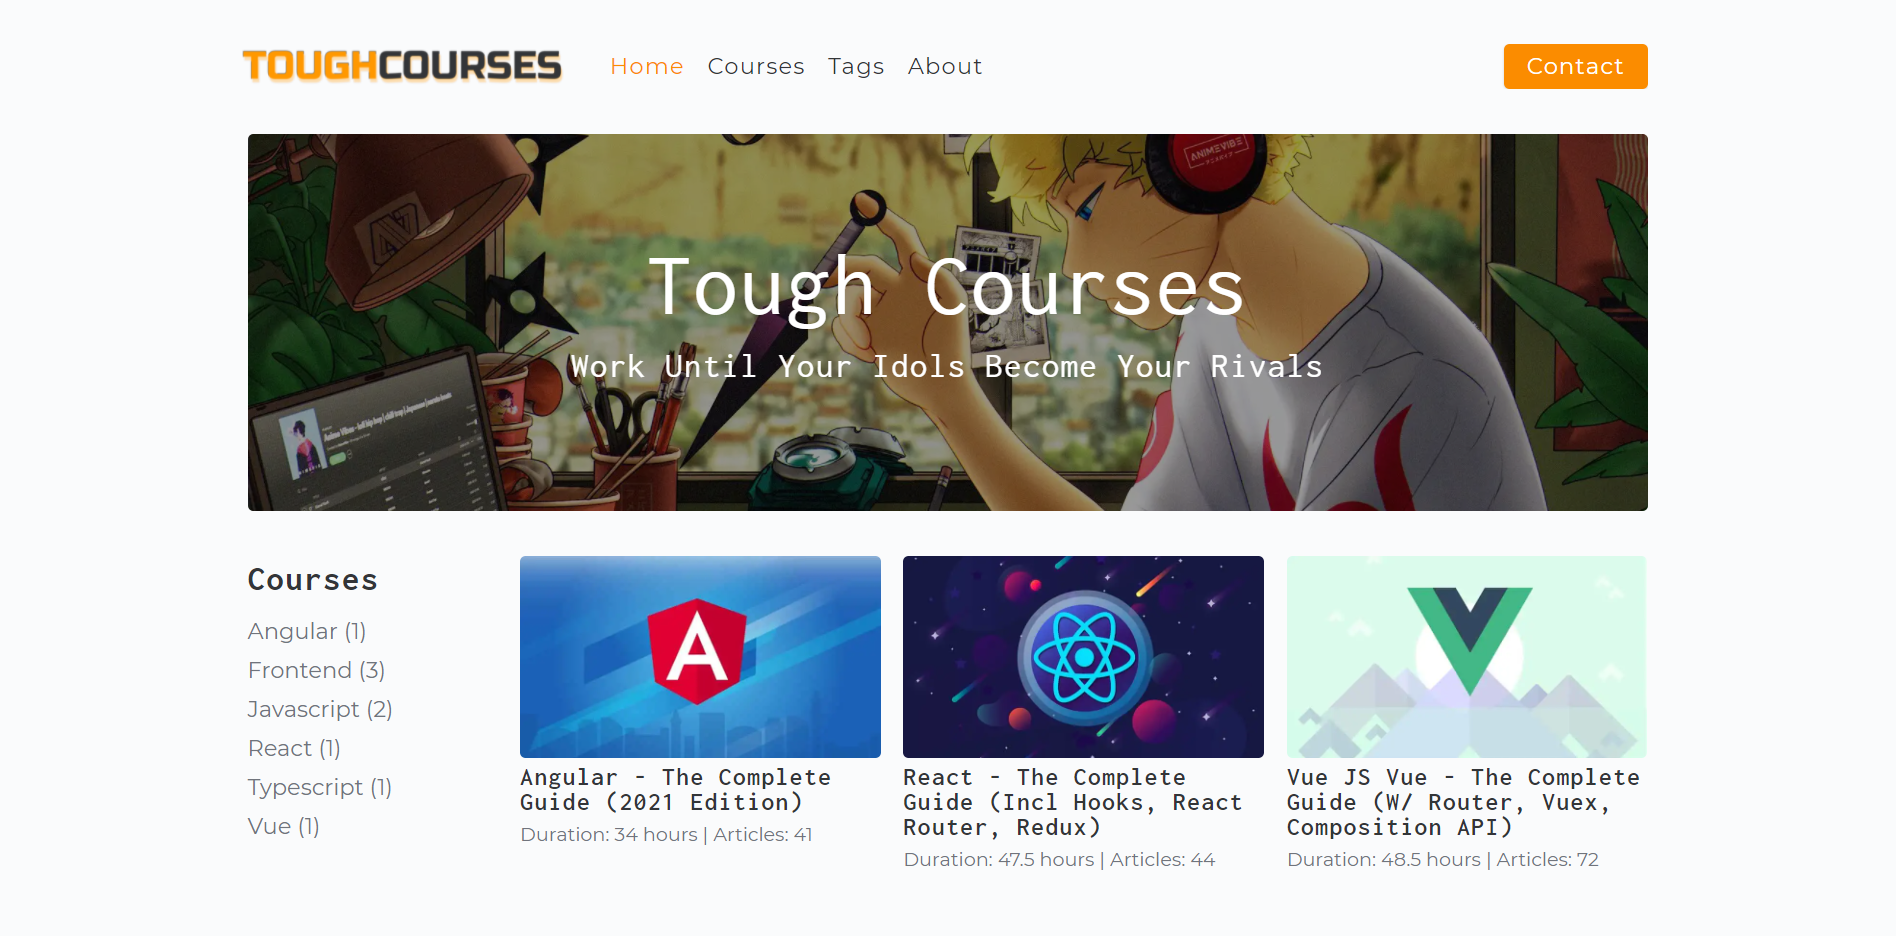 TOUGHCOURSES
Home Courses Tags About
Contact
ANIMEVIBE
Tough Courses
Work Until Your Idols Become Your Rivals
Courses
Angular (1)
Frontend (3)
Javascript (2)
React (1)
Typescript (1)
Vue (1)
Angular - The Complete
Guide (2021 Edition)
Duration: 34 hours | Articles: 41
React - The Complete
Guide (Incl Hooks, React
Router, Redux)
Duration: 47.5 hours | Articles: 44
Vue JS Vue - The Complete
Guide (W/ Router, Vuex,
Composition API)
Duration: 48.5 hours | Articles: 72